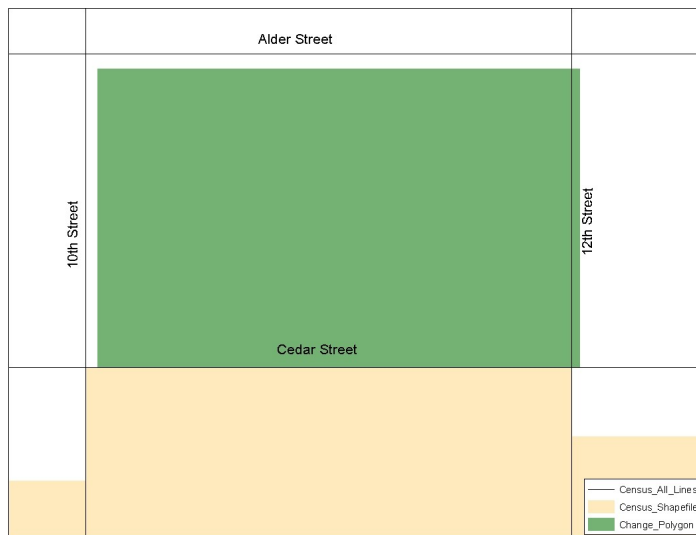 Alder Street
10th Street
12th Street
Cedar Street
Census_All_Lines
Census_Shapefile
Change_Polygon